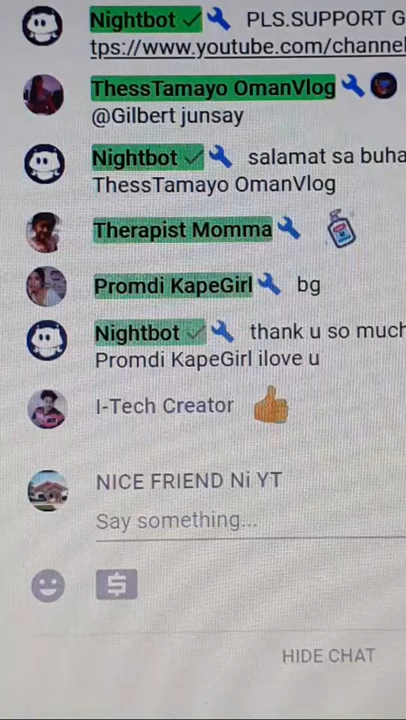 Nightbot PLS.SUPPORT G
tps://www.youtube.com/channel
ThessTamayo OmanVlog
@Gilbert junsay
Nightbot salamat sa buha
ThessTamayo OmanVlog
Therapist Momma
Promdi KapeGirl bg
Nightbot thank u so much
Promdi KapeGirl ilove u
I-Tech Creator
NICE FRIEND Ni YT
Say something...
HIDE CHAT